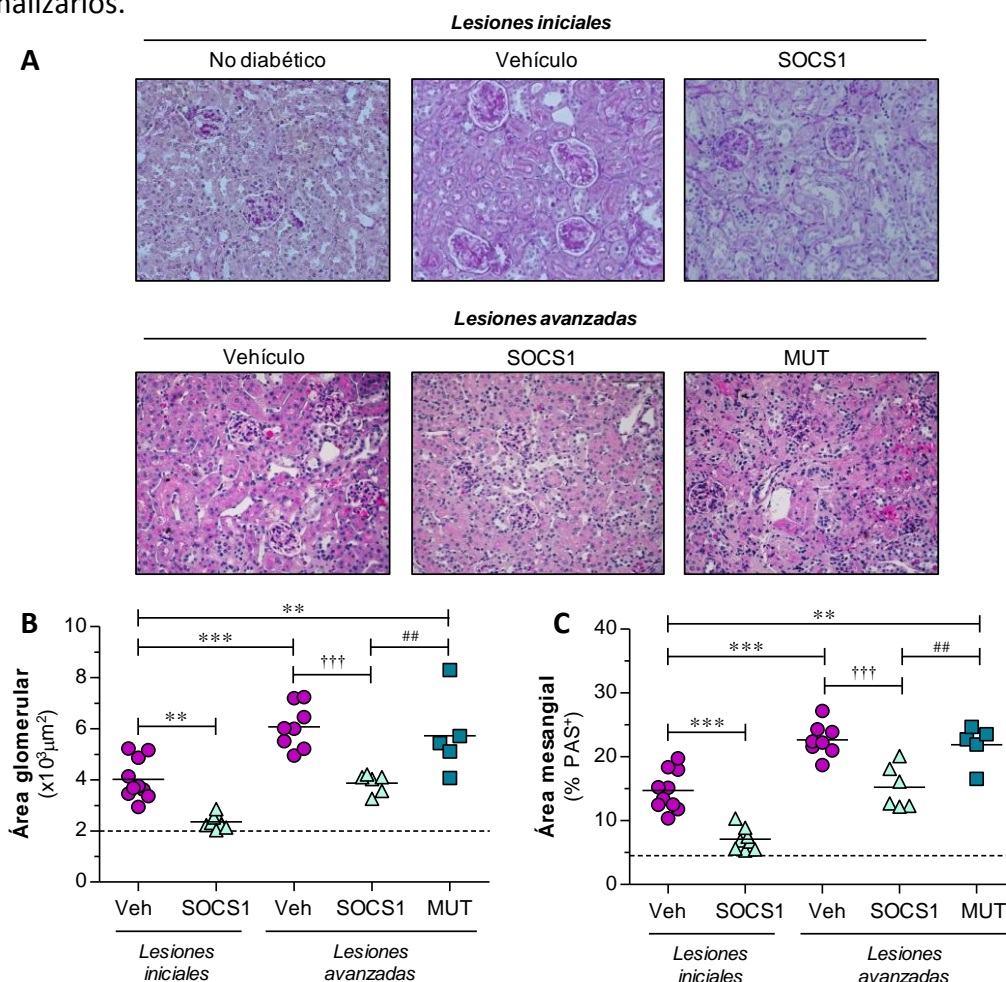 nalizarlos.
Lesiones iniciales
A
No diabético Vehículo SOCS1
Lesiones avanzadas
Vehículo SOCS1 MUT
B
Área glomerular
(x10³µm²)
10
8
6
4
2
0
** *** ** ††† ##
Veh SOCS1 Veh SOCS1 MUT
Lesiones iniciales
Lesiones avanzadas
C
Área mesangial
(% PAS⁺)
40
30
20
10
0
** *** *** ††† ##
Veh SOCS1 Veh SOCS1 MUT
Lesiones
iniciales
Lesiones
avanzadas